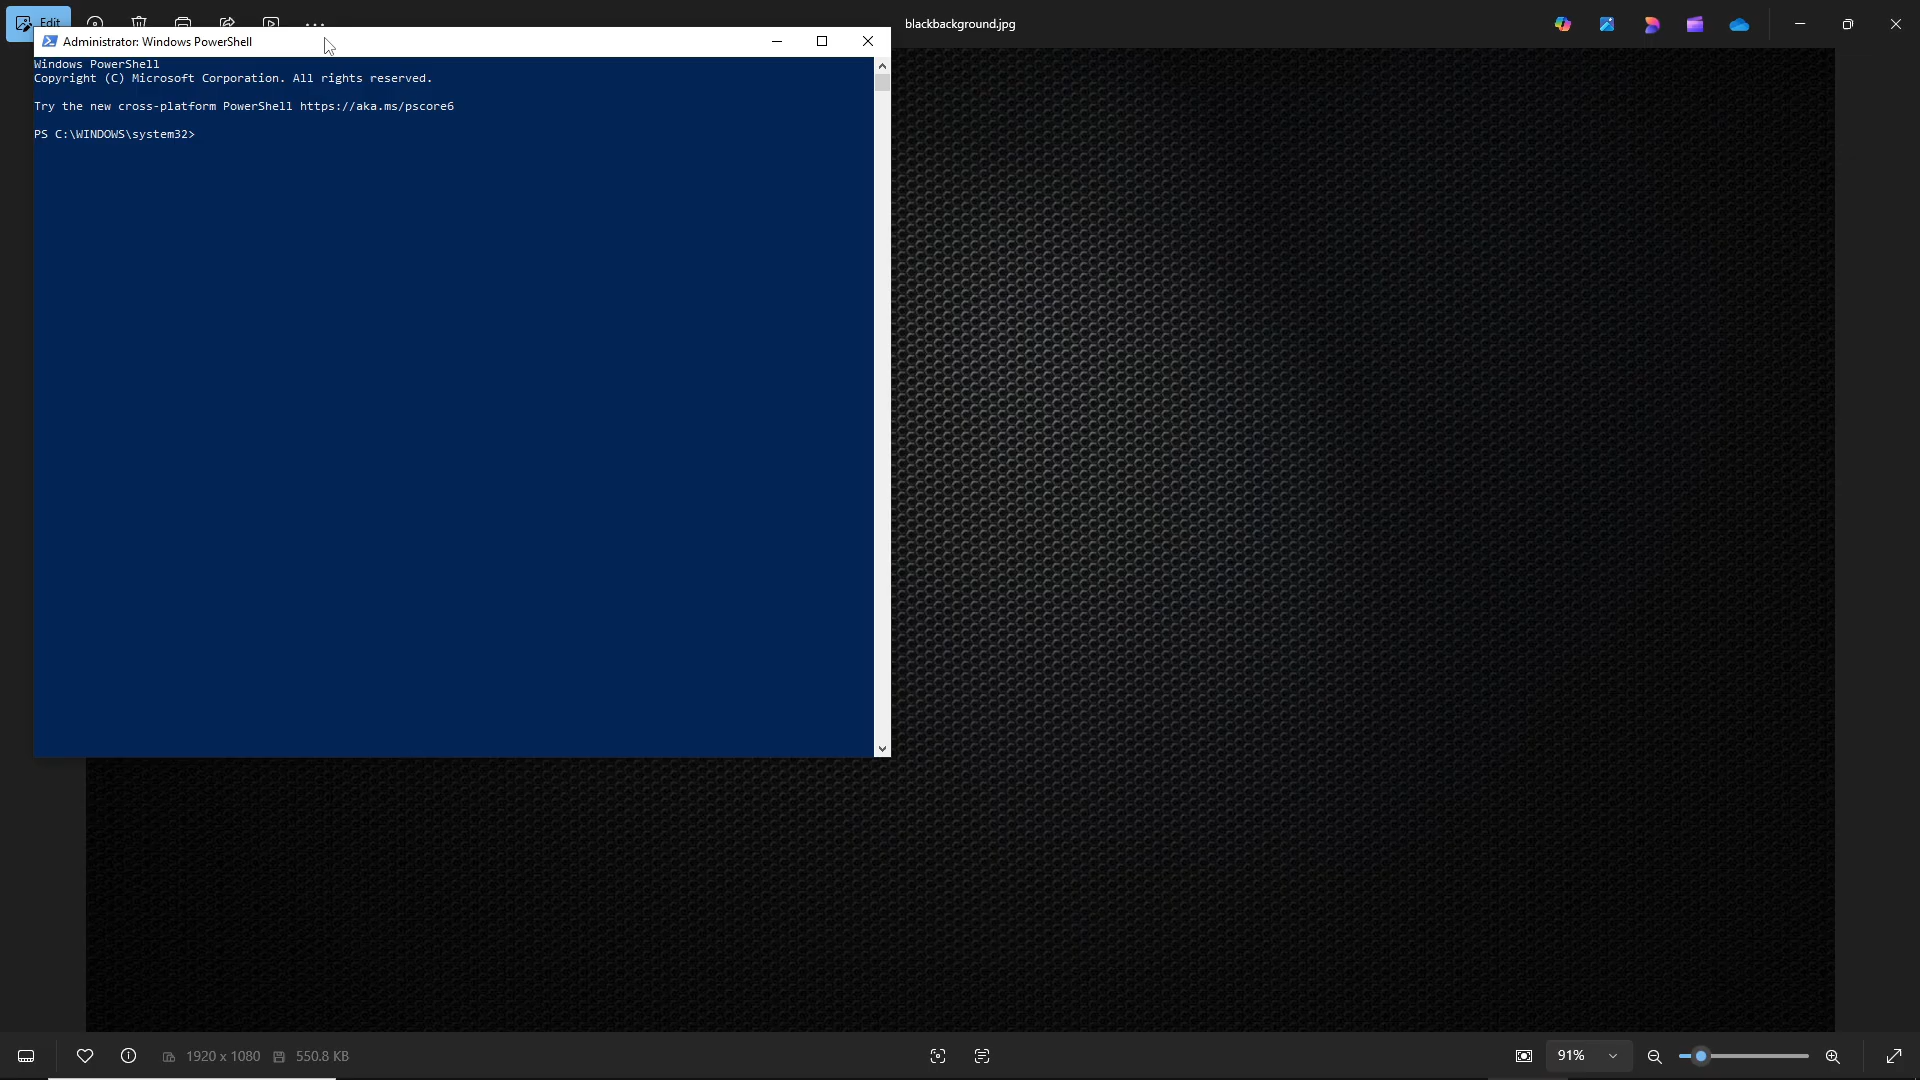 Edit
blackbackground.jpg
Administrator: Windows PowerShell
Windows PowerShell
Copyright (C) Microsoft Corporation. All rights reserved.
Try the new cross-platform PowerShell https://aka.ms/pscore6
PS C:\WINDOWS\system32>
1920 x 1080
550.8 KB
91%